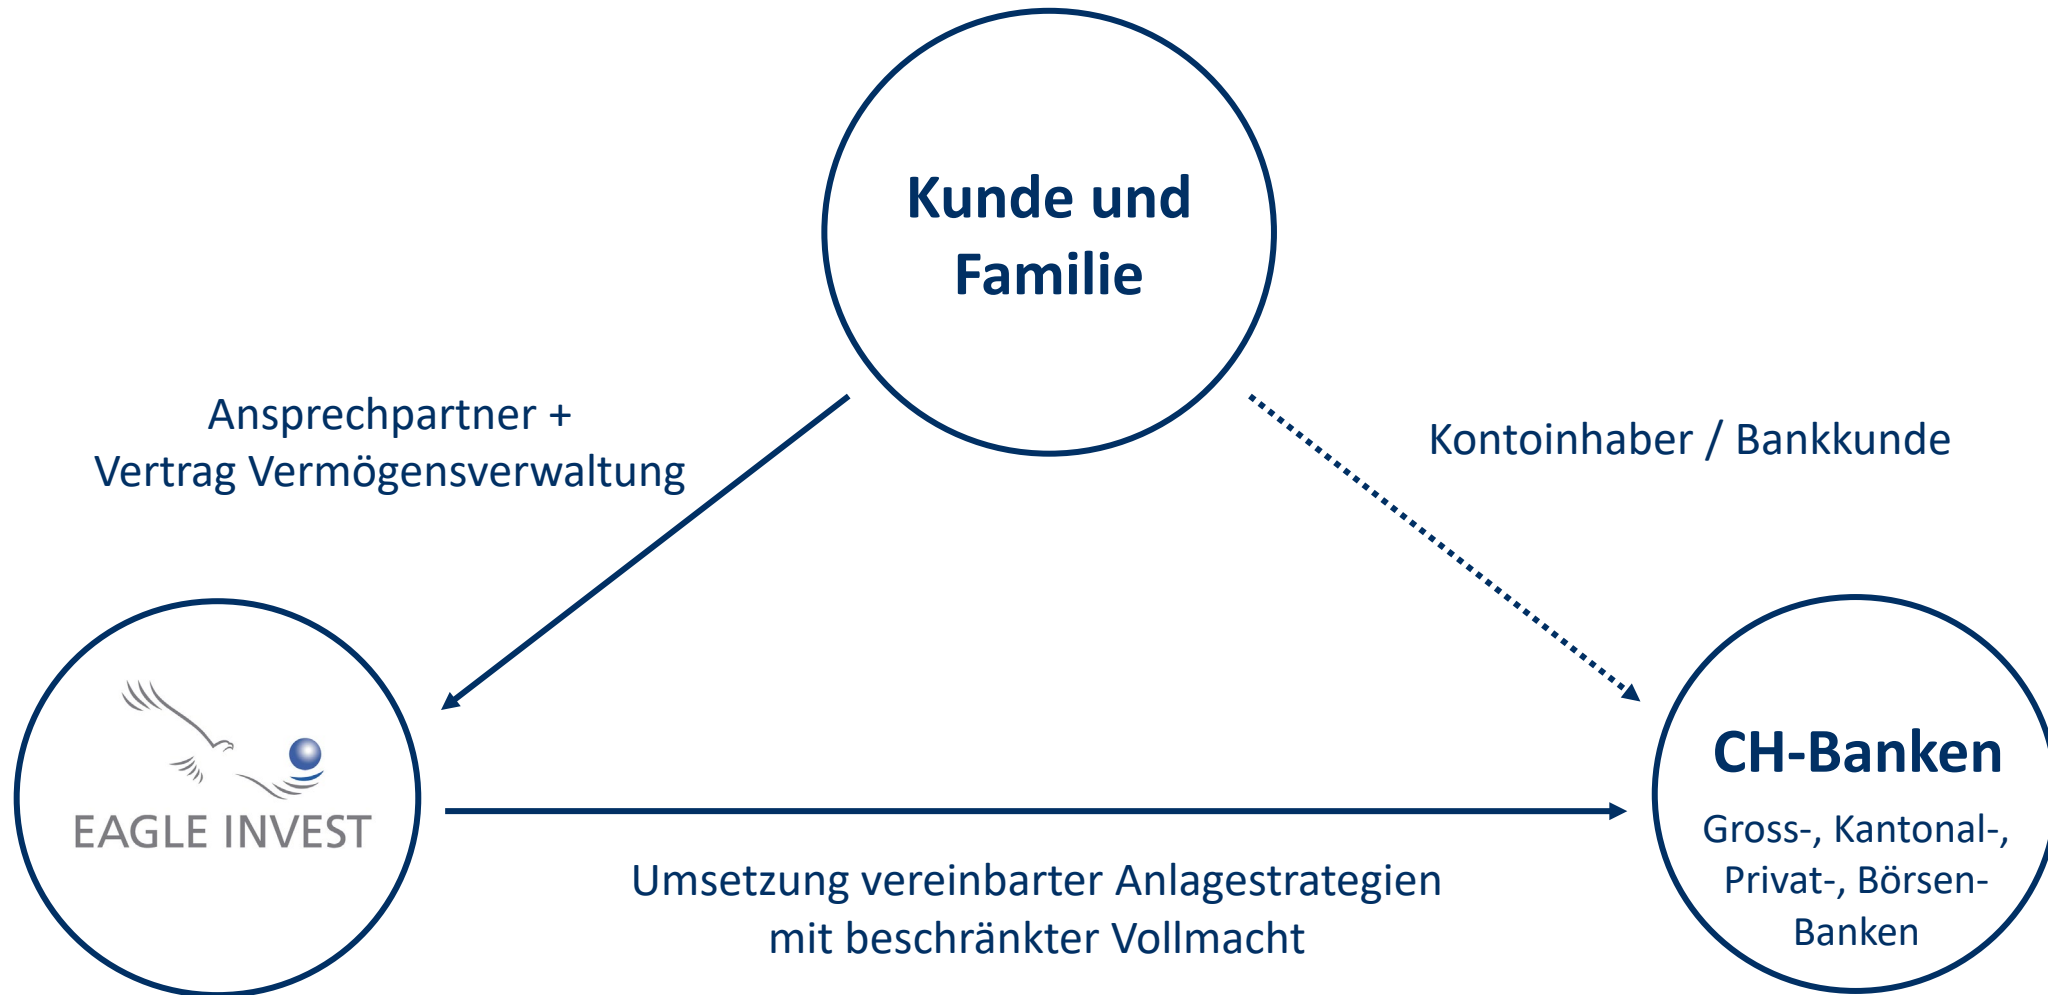 Kunde und
Familie
Ansprechpartner +
Vertrag Vermögensverwaltung
Kontoinhaber / Bankkunde
EAGLE INVEST
CH-Banken
Gross-, Kantonal-,
Privat-, Börsen-
Banken
Umsetzung vereinbarter Anlagestrategien
mit beschränkter Vollmacht